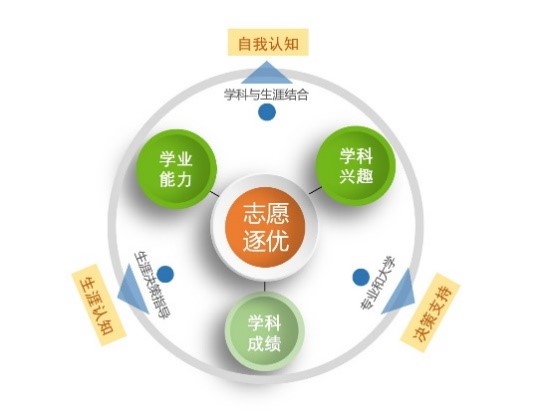 自我认知
学科与生涯结合
学业
能力
学科
兴趣
志愿
逐优
生涯决策指导
专业和大学
生涯认知
决策支持
学科
成绩